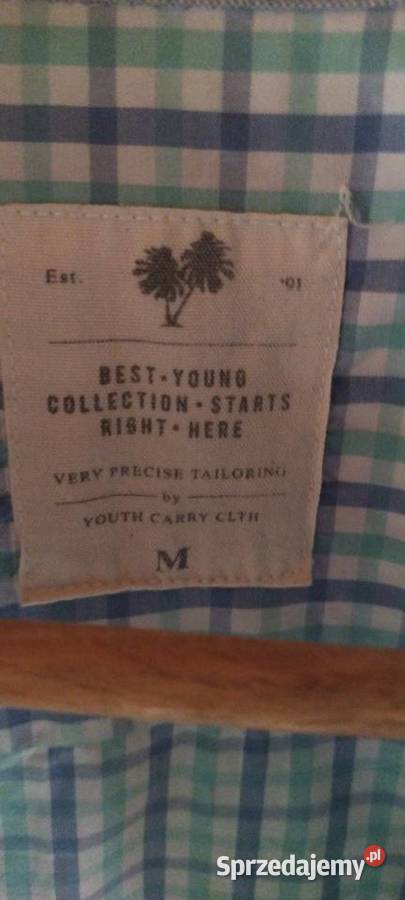 Est. '01
BEST · YOUNG
COLLECTION · STARTS
RIGHT · HERE
VERY PRECISE TAILORING
by
YOUTH CARRY CLTH
M
Sprzedajemy.pl